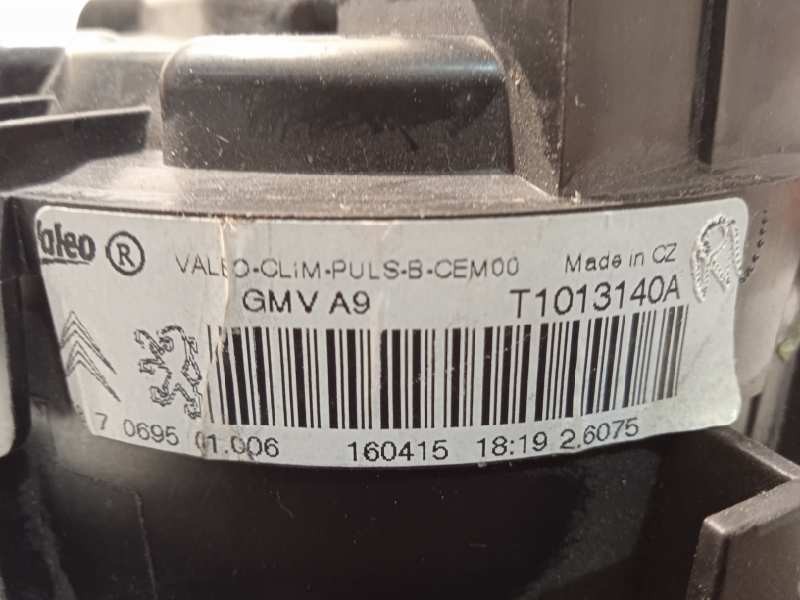 Valeo ®
VALEO-CLIM-PULS-B-CEM00 Made in CZ
GMV A9 T1013140A
7 0695 01.006 160415 18:19 2.6075